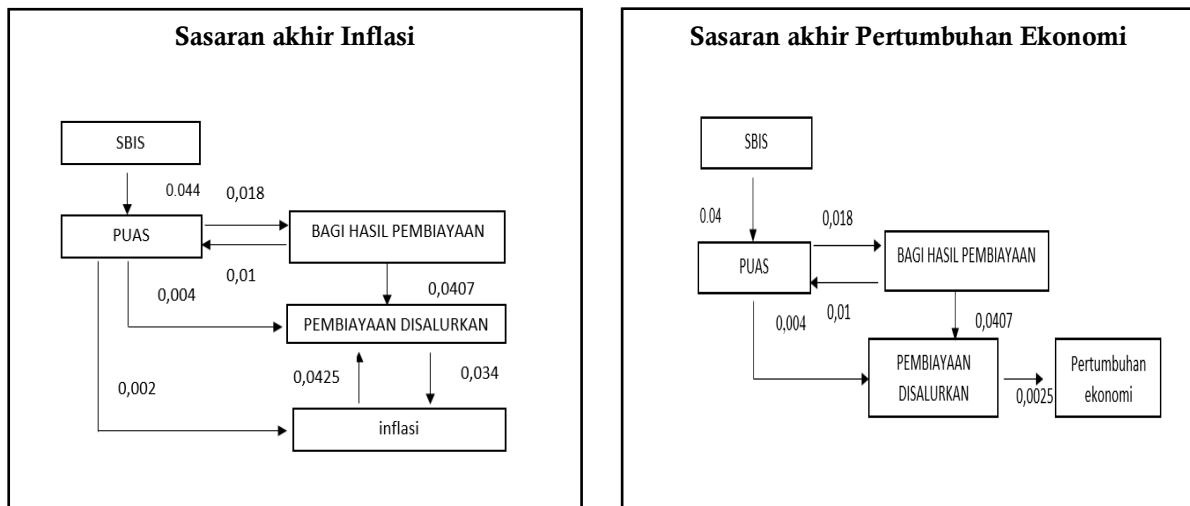 Sasaran akhir Inflasi
SBIS
0.044
0,018
PUAS
BAGI HASIL PEMBIAYAAN
0,01
0,004
0,0407
PEMBIAYAAN DISALURKAN
0,002
0,0425
0,034
inflasi
Sasaran akhir Pertumbuhan Ekonomi
SBIS
0.04
0,018
PUAS
BAGI HASIL PEMBIAYAAN
0,01
0,004
0,0407
PEMBIAYAAN
DISALURKAN
0,0025
Pertumbuhan
ekonomi